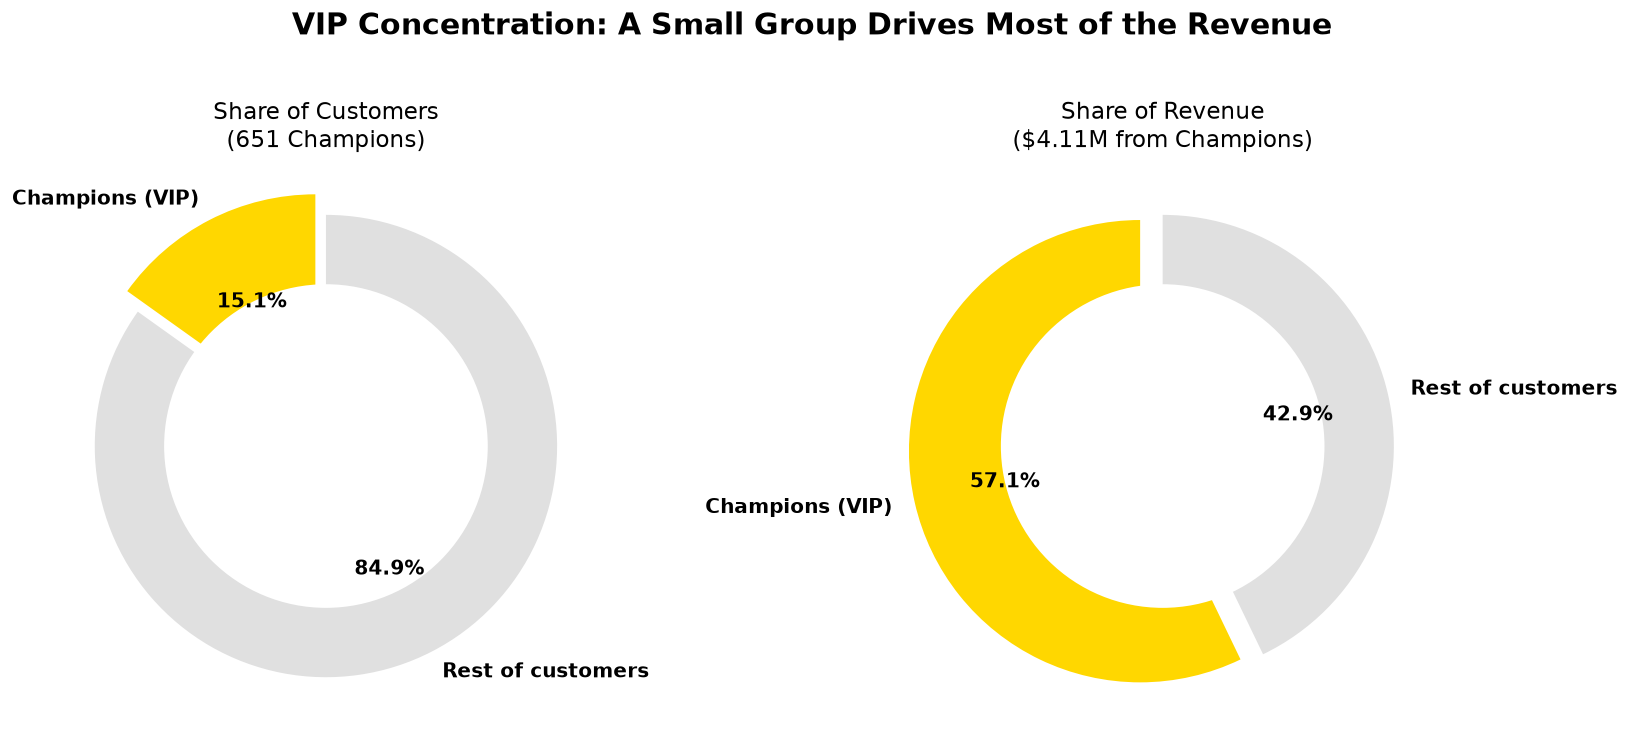 VIP Concentration: A Small Group Drives Most of the Revenue
Share of Customers
(651 Champions)
Champions (VIP)
15.1%
84.9%
Rest of customers
Share of Revenue
($4.11M from Champions)
Rest of customers
42.9%
57.1%
Champions (VIP)